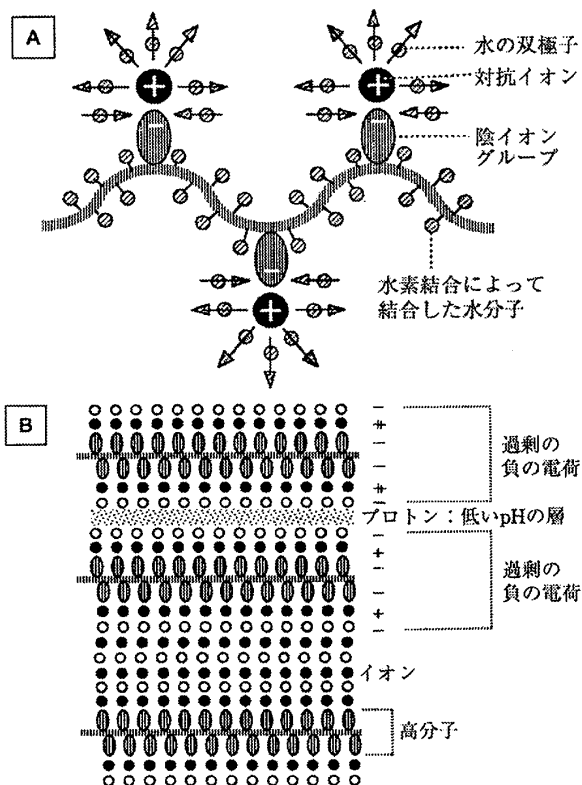 A
水の双極子
対抗イオン
陰イオン
グループ
水素結合によって
結合した水分子
B
過剰の
負の電荷
プロトン：低いpHの層
過剰の
負の電荷
イオン
高分子